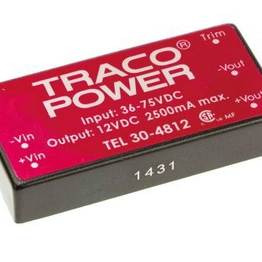 TRACO®
POWER
Trim
-Vout
+Vout
-Vin
+Vin
Input: 36-75VDC
Output: 12VDC 2500mA max.
TEL 30-4812
1431